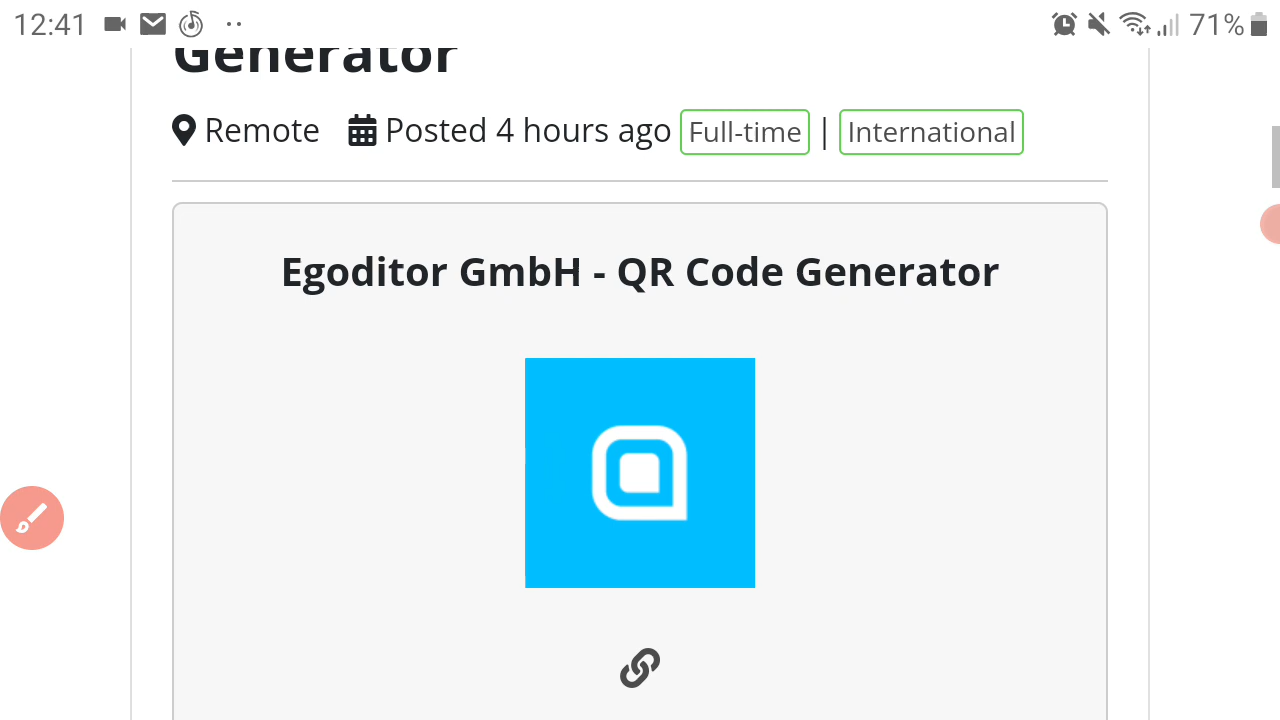 12:41 71%
Generator
Remote Posted 4 hours ago Full-time | International
Egoditor GmbH - QR Code Generator